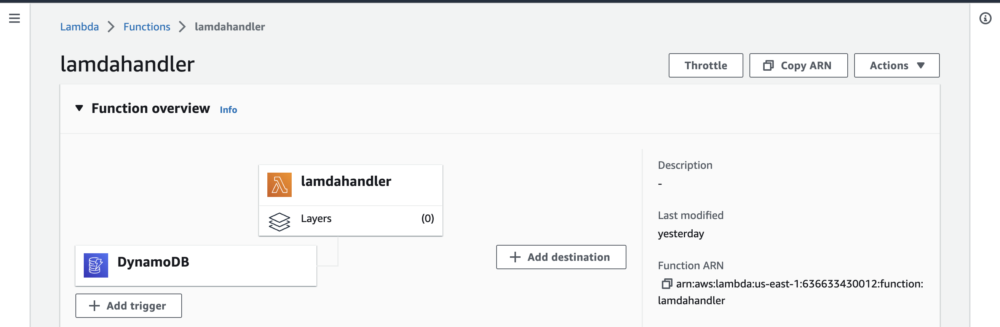 Lambda > Functions > lamdahandler
lamdahandler
Throttle
Copy ARN
Actions
Function overview Info
lamdahandler
Layers (0)
DynamoDB
+ Add trigger
+ Add destination
Description
-
Last modified
yesterday
Function ARN
arn:aws:lambda:us-east-1:636633430012:function:
lamdahandler